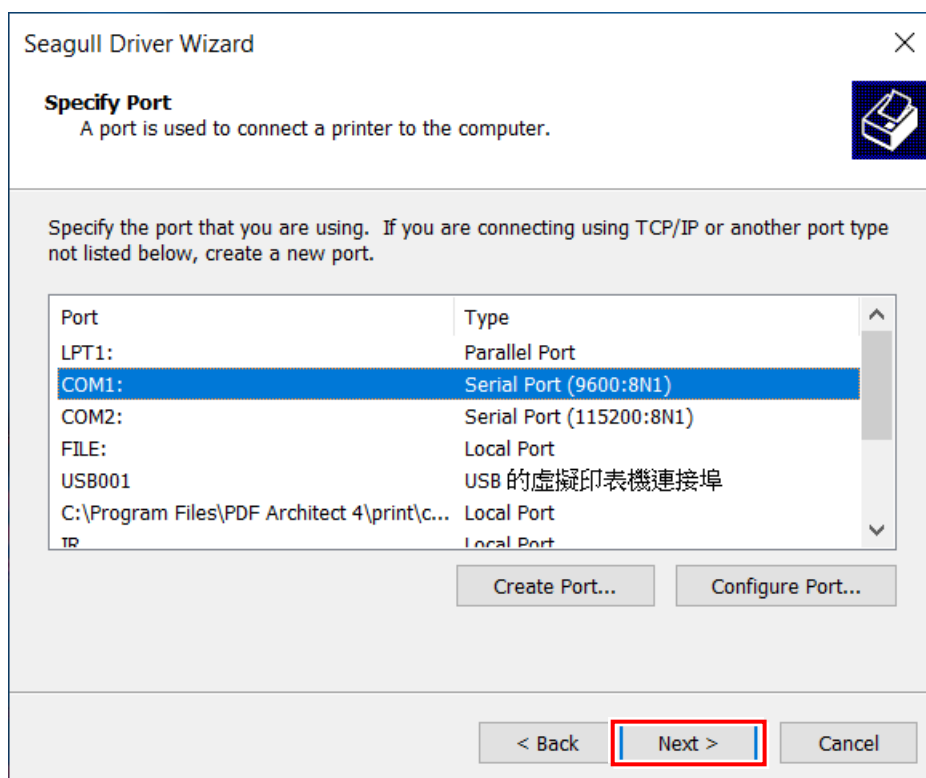 Seagull Driver Wizard
Specify Port
A port is used to connect a printer to the computer.
Specify the port that you are using.  If you are connecting using TCP/IP or another port type
not listed below, create a new port.
Port Type
LPT1: Parallel Port
COM1: Serial Port (9600:8N1)
COM2: Serial Port (115200:8N1)
FILE: Local Port
USB001 USB 的虛擬印表機連接埠
C:\Program Files\PDF Architect 4\print\c... Local Port
IR Local Port
Create Port... Configure Port...
< Back Next > Cancel